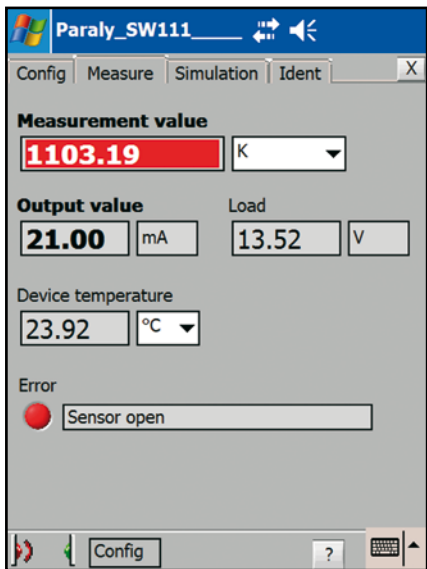 Paraly_SW111____
Config Measure Simulation Ident X
Measurement value
1103.19 K
Output value Load
21.00 mA 13.52 V
Device temperature
23.92 °C
Error
Sensor open
Config ?